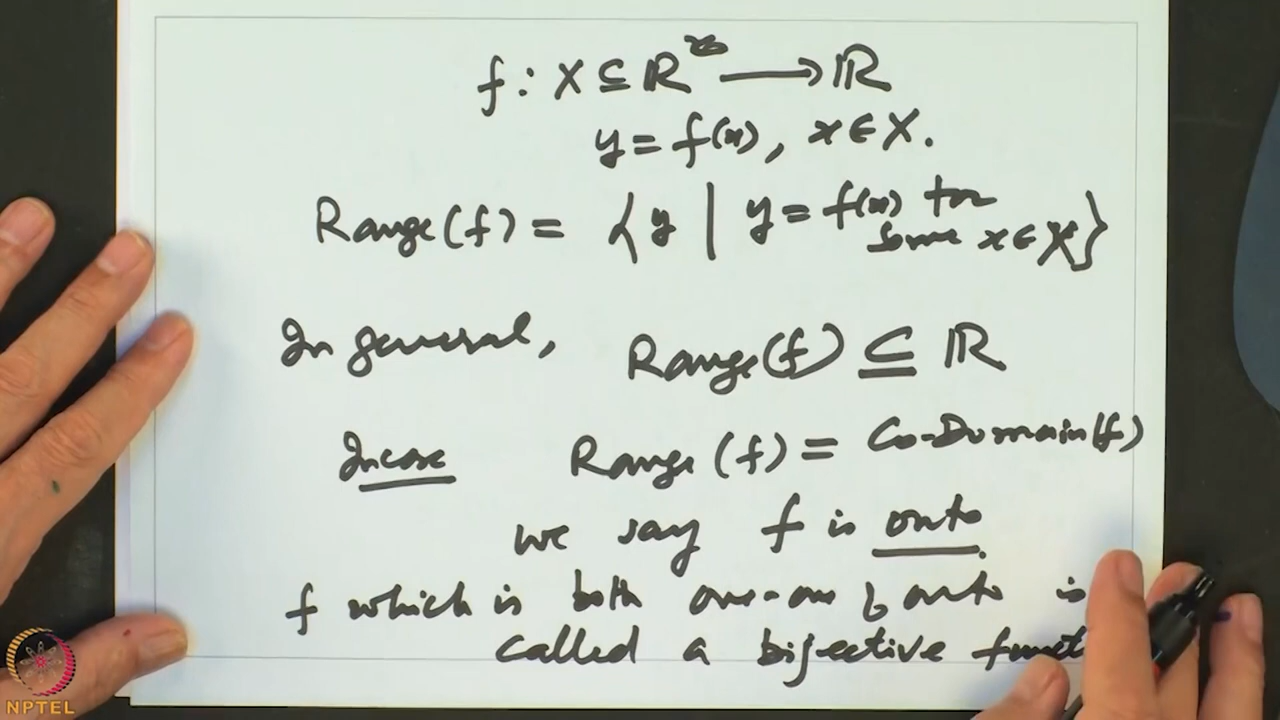 f : X ⊆ ℝ ⟶ ℝ
y = f(x), x ∈ X.
Range(f) = { y | y = f(x) for
some x ∈ X }
In general, Range(f) ⊆ ℝ
Incase Range (f) = Co-Domain(f)
we say f is onto.
f which is both one-one & onto is
called a bijective funct
NPTEL